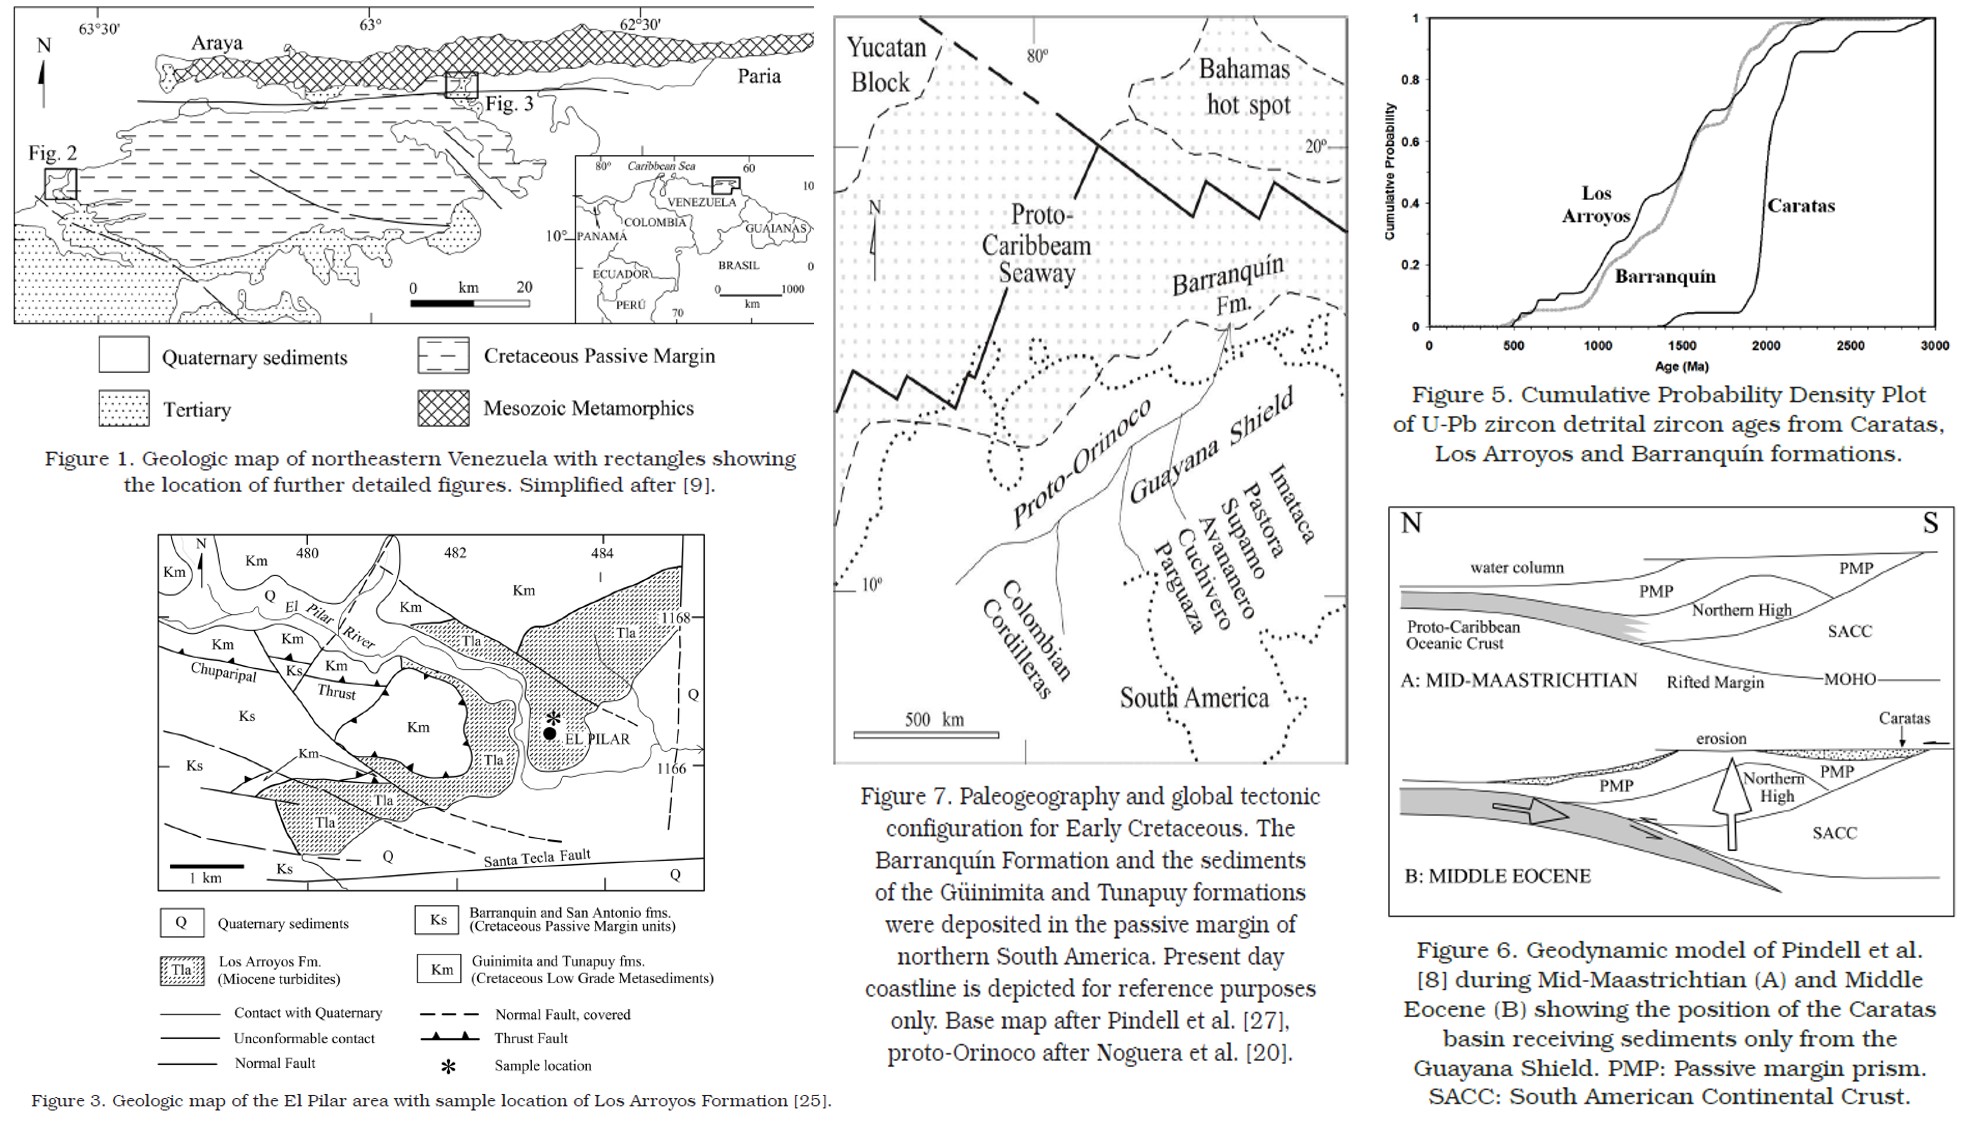 63°30'
63°
62°30'
N
Araya
Paria
Fig. 3
Fig. 2
80°
Caribbean Sea
60
10
VENEZUELA
COLOMBIA
GUAIANAS
PANAMÁ
10°
ECUADOR
BRASIL
0
PERÚ
0
1000
km
70
0 km 20
Quaternary sediments
Cretaceous Passive Margin
Tertiary
Mesozoic Metamorphics
Figure 1. Geologic map of northeastern Venezuela with rectangles showing
the location of further detailed figures. Simplified after [9].
N
480
482
484
Km
Km
Km
Q
El Pilar River
Km
Tla
Tla
1168
Km
Km
Km
Ks
Chuparipal
Thrust
Q
Ks
Km
EL PILAR
Km
Tla
1166
Ks
Tla
Tla
Q
Santa Tecla Fault
Ks
Q
1 km
Q
Quaternary sediments
Ks
Barranquin and San Antonio fms.
(Cretaceous Passive Margin units)
Tla
Los Arroyos Fm.
(Miocene turbidites)
Km
Guinimita and Tunapuy fms.
(Cretaceous Low Grade Metasediments)
Contact with Quaternary
Normal Fault, covered
Unconformable contact
Thrust Fault
Normal Fault
Sample location
Figure 3. Geologic map of the El Pilar area with sample location of Los Arroyos Formation [25].
Yucatan
Block
80°
Bahamas
hot spot
20°
N
Proto-
Caribbeam
Seaway
Barranquín
Fm.
Proto-Orinoco
Guayana Shield
Imataca
Pastora
Supamo
Avananero
Cuchivero
Parguaza
10°
Colombian
Cordilleras
South America
500 km
Figure 7. Paleogeography and global tectonic
configuration for Early Cretaceous. The
Barranquín Formation and the sediments
of the Güinimita and Tunapuy formations
were deposited in the passive margin of
northern South America. Present day
coastline is depicted for reference purposes
only. Base map after Pindell et al. [27],
proto-Orinoco after Noguera et al. [20].
1
0.8
0.6
0.4
0.2
0
Cumulative Probability
Los
Arroyos
Caratas
Barranquín
0 500 1000 1500 2000 2500 3000
Age (Ma)
Figure 5. Cumulative Probability Density Plot
of U-Pb zircon detrital zircon ages from Caratas,
Los Arroyos and Barranquín formations.
N
S
water column
PMP
PMP
Northern High
Proto-Caribbean
Oceanic Crust
SACC
A: MID-MAASTRICHTIAN
Rifted Margin
MOHO
Caratas
erosion
PMP
Northern
High
PMP
SACC
B: MIDDLE EOCENE
Figure 6. Geodynamic model of Pindell et al.
[8] during Mid-Maastrichtian (A) and Middle
Eocene (B) showing the position of the Caratas
basin receiving sediments only from the
Guayana Shield. PMP: Passive margin prism.
SACC: South American Continental Crust.